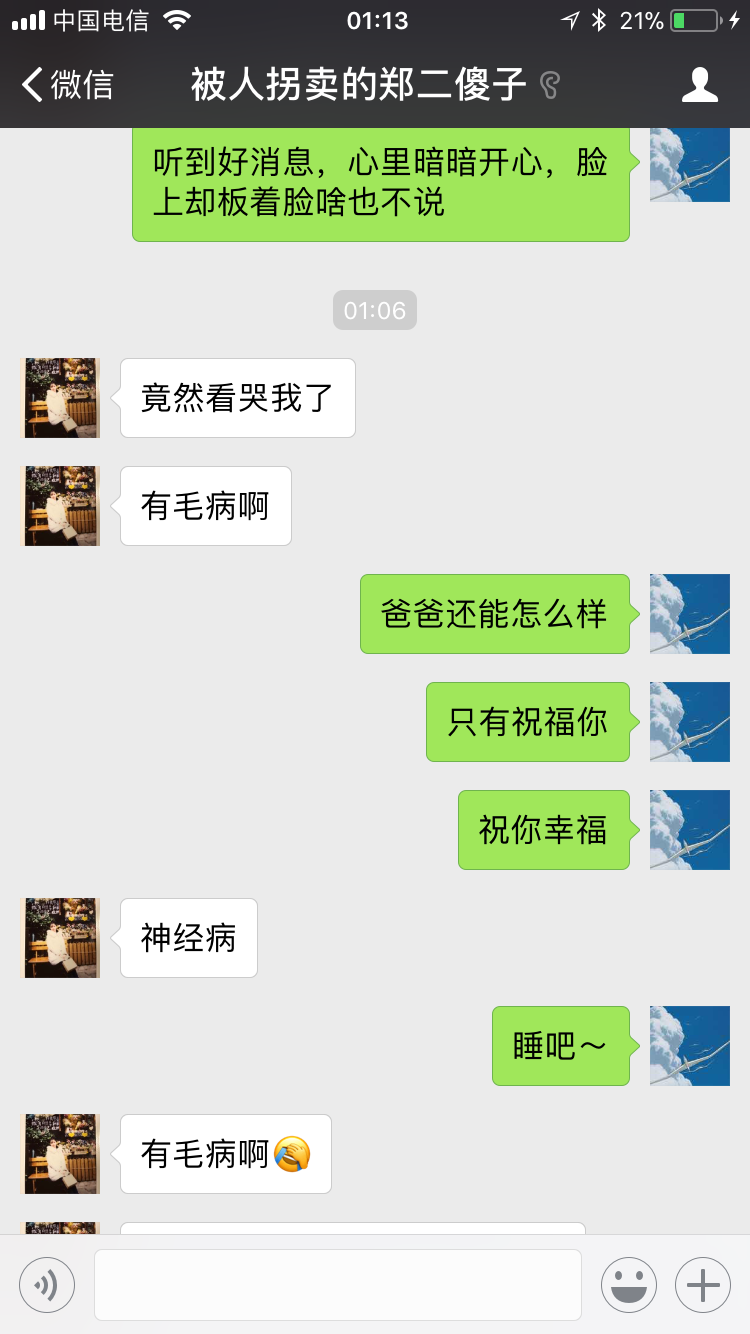 中国电信 01:13 21%
微信 被人拐卖的郑二傻子
听到好消息，心里暗暗开心，脸
上却板着脸啥也不说
01:06
竟然看哭我了
有毛病啊
爸爸还能怎么样
只有祝福你
祝你幸福
神经病
睡吧～
有毛病啊😂